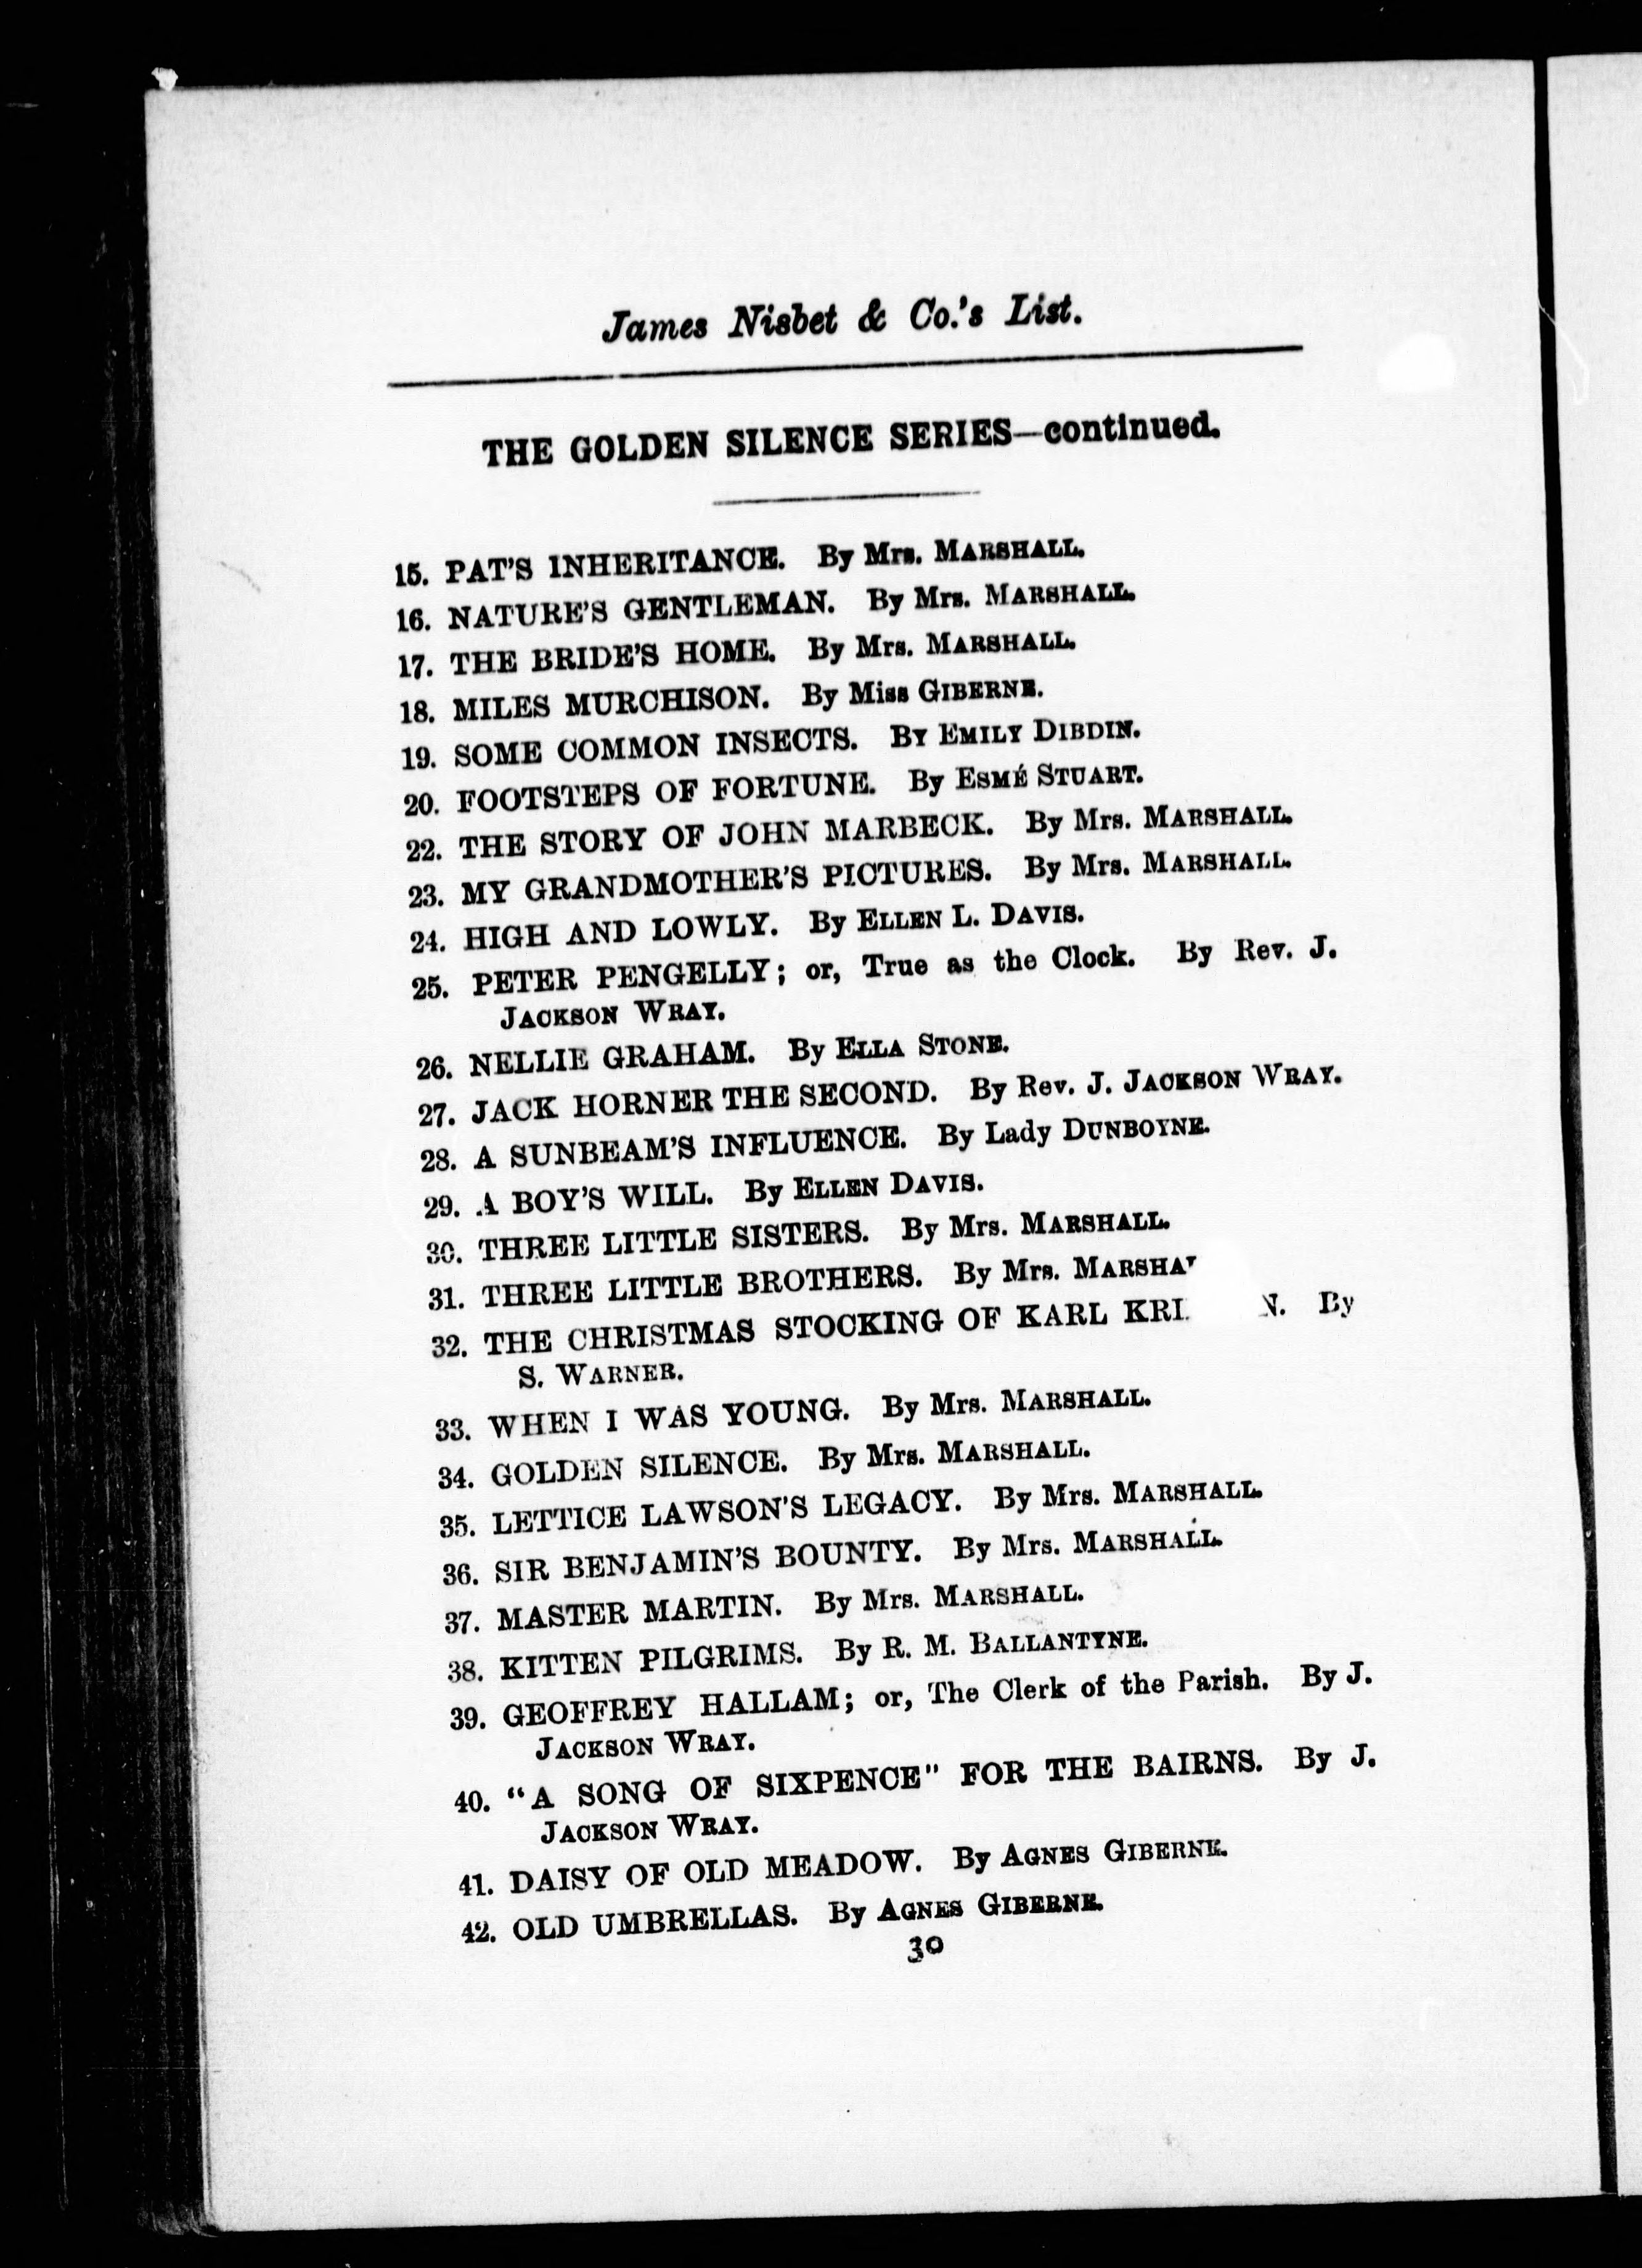 James Nisbet & Co.'s List.
THE GOLDEN SILENCE SERIES—continued.
15. PAT'S INHERITANCE. By Mrs. MARSHALL.
16. NATURE'S GENTLEMAN. By Mrs. MARSHALL.
17. THE BRIDE'S HOME. By Mrs. MARSHALL.
18. MILES MURCHISON. By Miss GIBERNE.
19. SOME COMMON INSECTS. BY EMILY DIBDIN.
20. FOOTSTEPS OF FORTUNE. By ESMÉ STUART.
22. THE STORY OF JOHN MARBECK. By Mrs. MARSHALL.
23. MY GRANDMOTHER'S PICTURES. By Mrs. MARSHALL.
24. HIGH AND LOWLY. By ELLEN L. DAVIS.
25. PETER PENGELLY; or, True as the Clock. By Rev. J.
JACKSON WRAY.
26. NELLIE GRAHAM. By ELLA STONE.
27. JACK HORNER THE SECOND. By Rev. J. JACKSON WRAY.
28. A SUNBEAM'S INFLUENCE. By Lady DUNBOYNE.
29. A BOY'S WILL. By ELLEN DAVIS.
30. THREE LITTLE SISTERS. By Mrs. MARSHALL.
31. THREE LITTLE BROTHERS. By Mrs.
32. THE CHRISTMAS STOCKING OF KARL By
S. WARNER.
33. WHEN I WAS YOUNG. By Mrs. MARSHALL.
34. GOLDEN SILENCE. By Mrs. MARSHALL.
35. LETTICE LAWSON'S LEGACY. By Mrs. MARSHALL.
36. SIR BENJAMIN'S BOUNTY. By Mrs. MARSHALL.
37. MASTER MARTIN. By Mrs. MARSHALL.
38. KITTEN PILGRIMS. By R. M. BALLANTYNE.
39. GEOFFREY HALLAM; or, The Clerk of the Parish. By J.
JACKSON WRAY.
40. "A SONG OF SIXPENCE" FOR THE BAIRNS. By J.
JACKSON WRAY.
41. DAISY OF OLD MEADOW. By AGNES GIBERNE.
42. OLD UMBRELLAS. By AGNES GIBERNE.
30